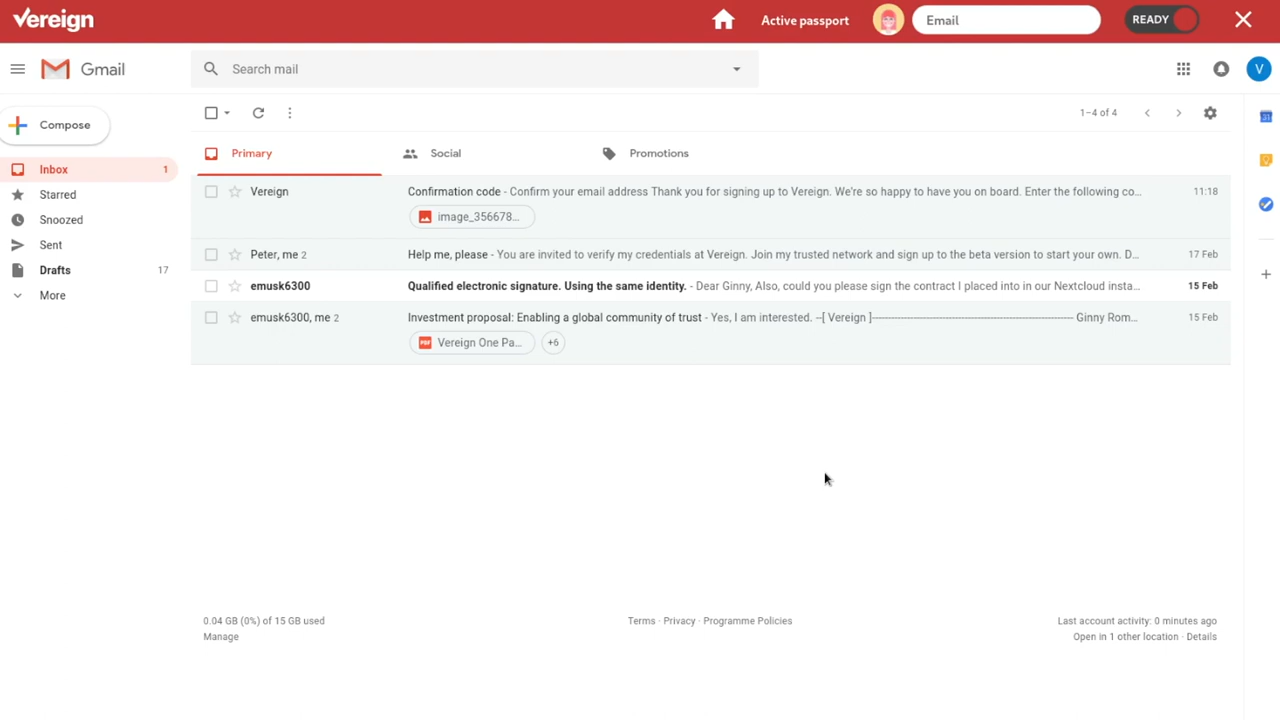 Vereign
Active passport
Email
READY
Gmail
Search mail
V
Compose
1–4 of 4
31
Primary
Social
Promotions
Inbox 1
Starred
Snoozed
Sent
Drafts 17
More
Vereign Confirmation code - Confirm your email address Thank you for signing up to Vereign. We're so happy to have you on board. Enter the following co... 11:18
image_356678...
Peter, me 2 Help me, please - You are invited to verify my credentials at Vereign. Join my trusted network and sign up to the beta version to start your own. D... 17 Feb
emusk6300 Qualified electronic signature. Using the same identity. - Dear Ginny, Also, could you please sign the contract I placed into in our Nextcloud insta... 15 Feb
emusk6300, me 2 Investment proposal: Enabling a global community of trust - Yes, I am interested. --[ Vereign ]---------------------------------------------------------- Ginny Rom... 15 Feb
PDF Vereign One Pa... +6
0.04 GB (0%) of 15 GB used
Manage
Terms · Privacy · Programme Policies
Last account activity: 0 minutes ago
Open in 1 other location · Details